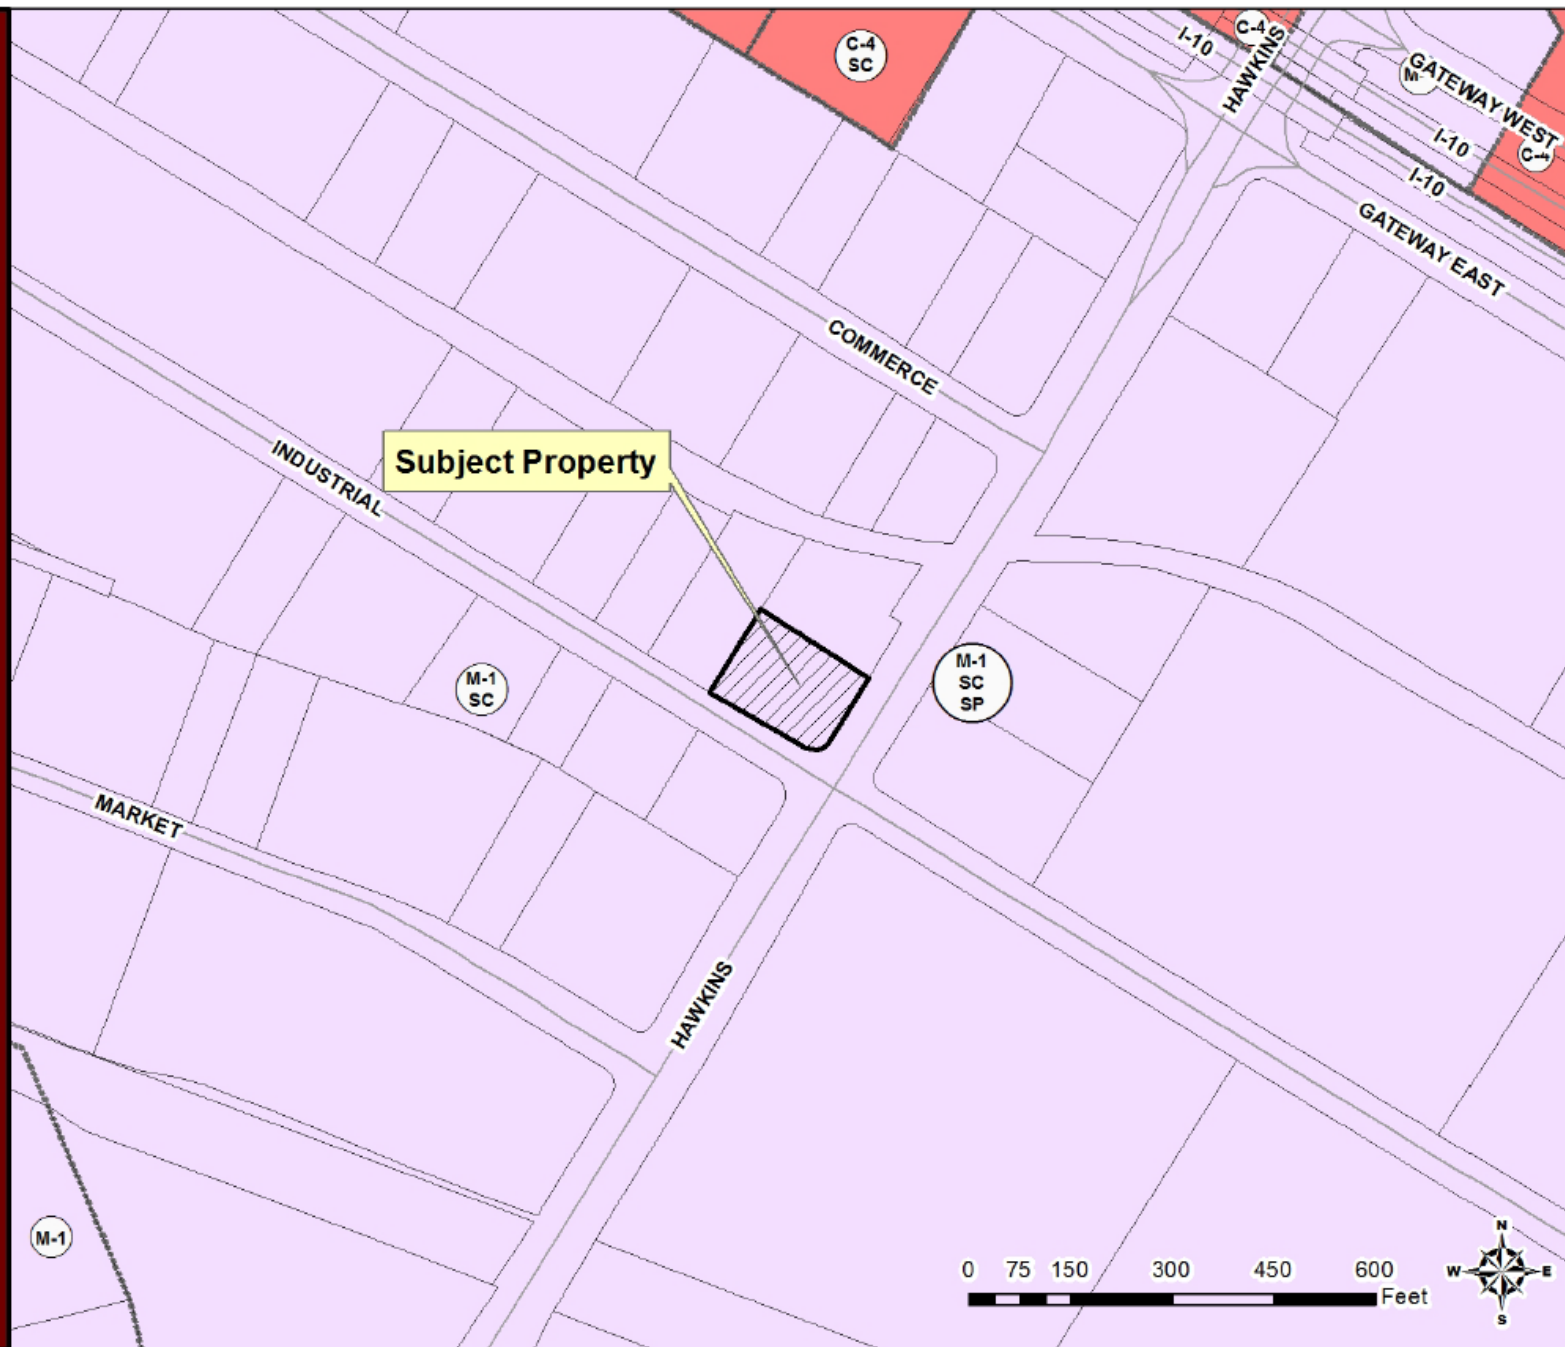 C-4
SC
I-10
C-4
HAWKINS
M-
GATEWAY WEST
I-10
C-4
I-10
GATEWAY EAST
COMMERCE
Subject Property
INDUSTRIAL
M-1
SC
M-1
SC
SP
MARKET
HAWKINS
M-1
0 75 150 300 450 600
Feet
N
W E
S